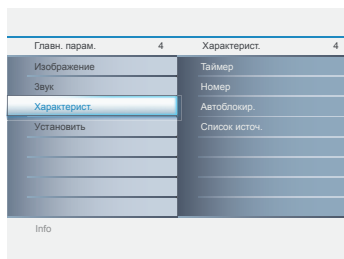 Главн. парам. 4 Характерист. 4
Изображение Таймер
Звук Номер
Характерист. Автоблокир.
Установить Список источ.
Info